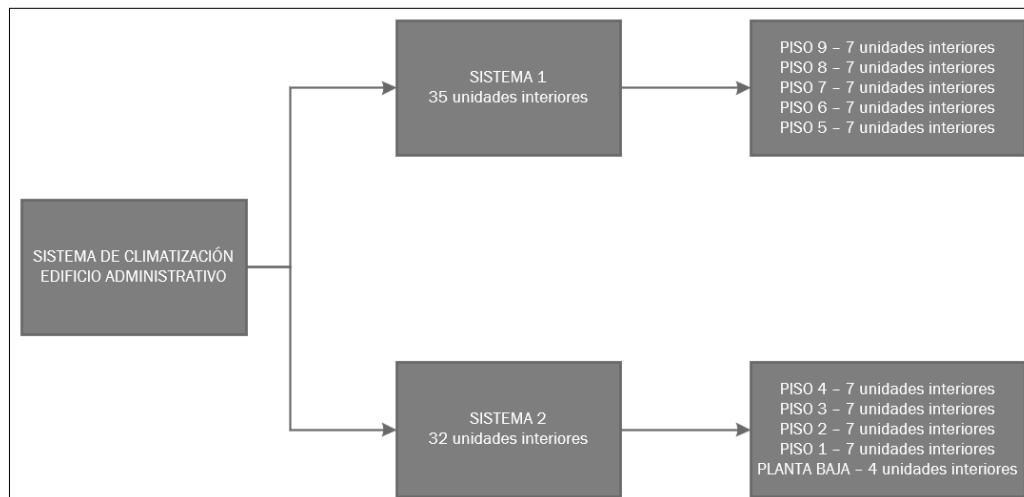 SISTEMA DE CLIMATIZACIÓN
EDIFICIO ADMINISTRATIVO
SISTEMA 1
35 unidades interiores
PISO 9 – 7 unidades interiores
PISO 8 – 7 unidades interiores
PISO 7 – 7 unidades interiores
PISO 6 – 7 unidades interiores
PISO 5 – 7 unidades interiores
SISTEMA 2
32 unidades interiores
PISO 4 – 7 unidades interiores
PISO 3 – 7 unidades interiores
PISO 2 – 7 unidades interiores
PISO 1 – 7 unidades interiores
PLANTA BAJA – 4 unidades interiores